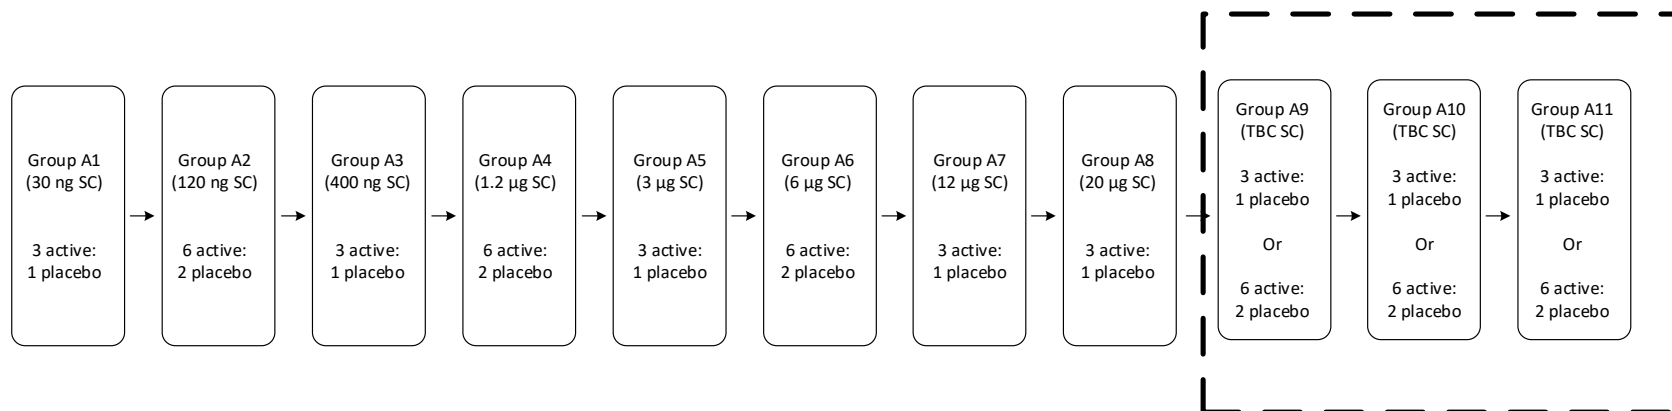 Group A1
(30 ng SC)
3 active:
1 placebo
Group A2
(120 ng SC)
6 active:
2 placebo
Group A3
(400 ng SC)
3 active:
1 placebo
Group A4
(1.2 µg SC)
6 active:
2 placebo
Group A5
(3 µg SC)
3 active:
1 placebo
Group A6
(6 µg SC)
6 active:
2 placebo
Group A7
(12 µg SC)
3 active:
1 placebo
Group A8
(20 µg SC)
3 active:
1 placebo
Group A9
(TBC SC)
3 active:
1 placebo
Or
6 active:
2 placebo
Group A10
(TBC SC)
3 active:
1 placebo
Or
6 active:
2 placebo
Group A11
(TBC SC)
3 active:
1 placebo
Or
6 active:
2 placebo